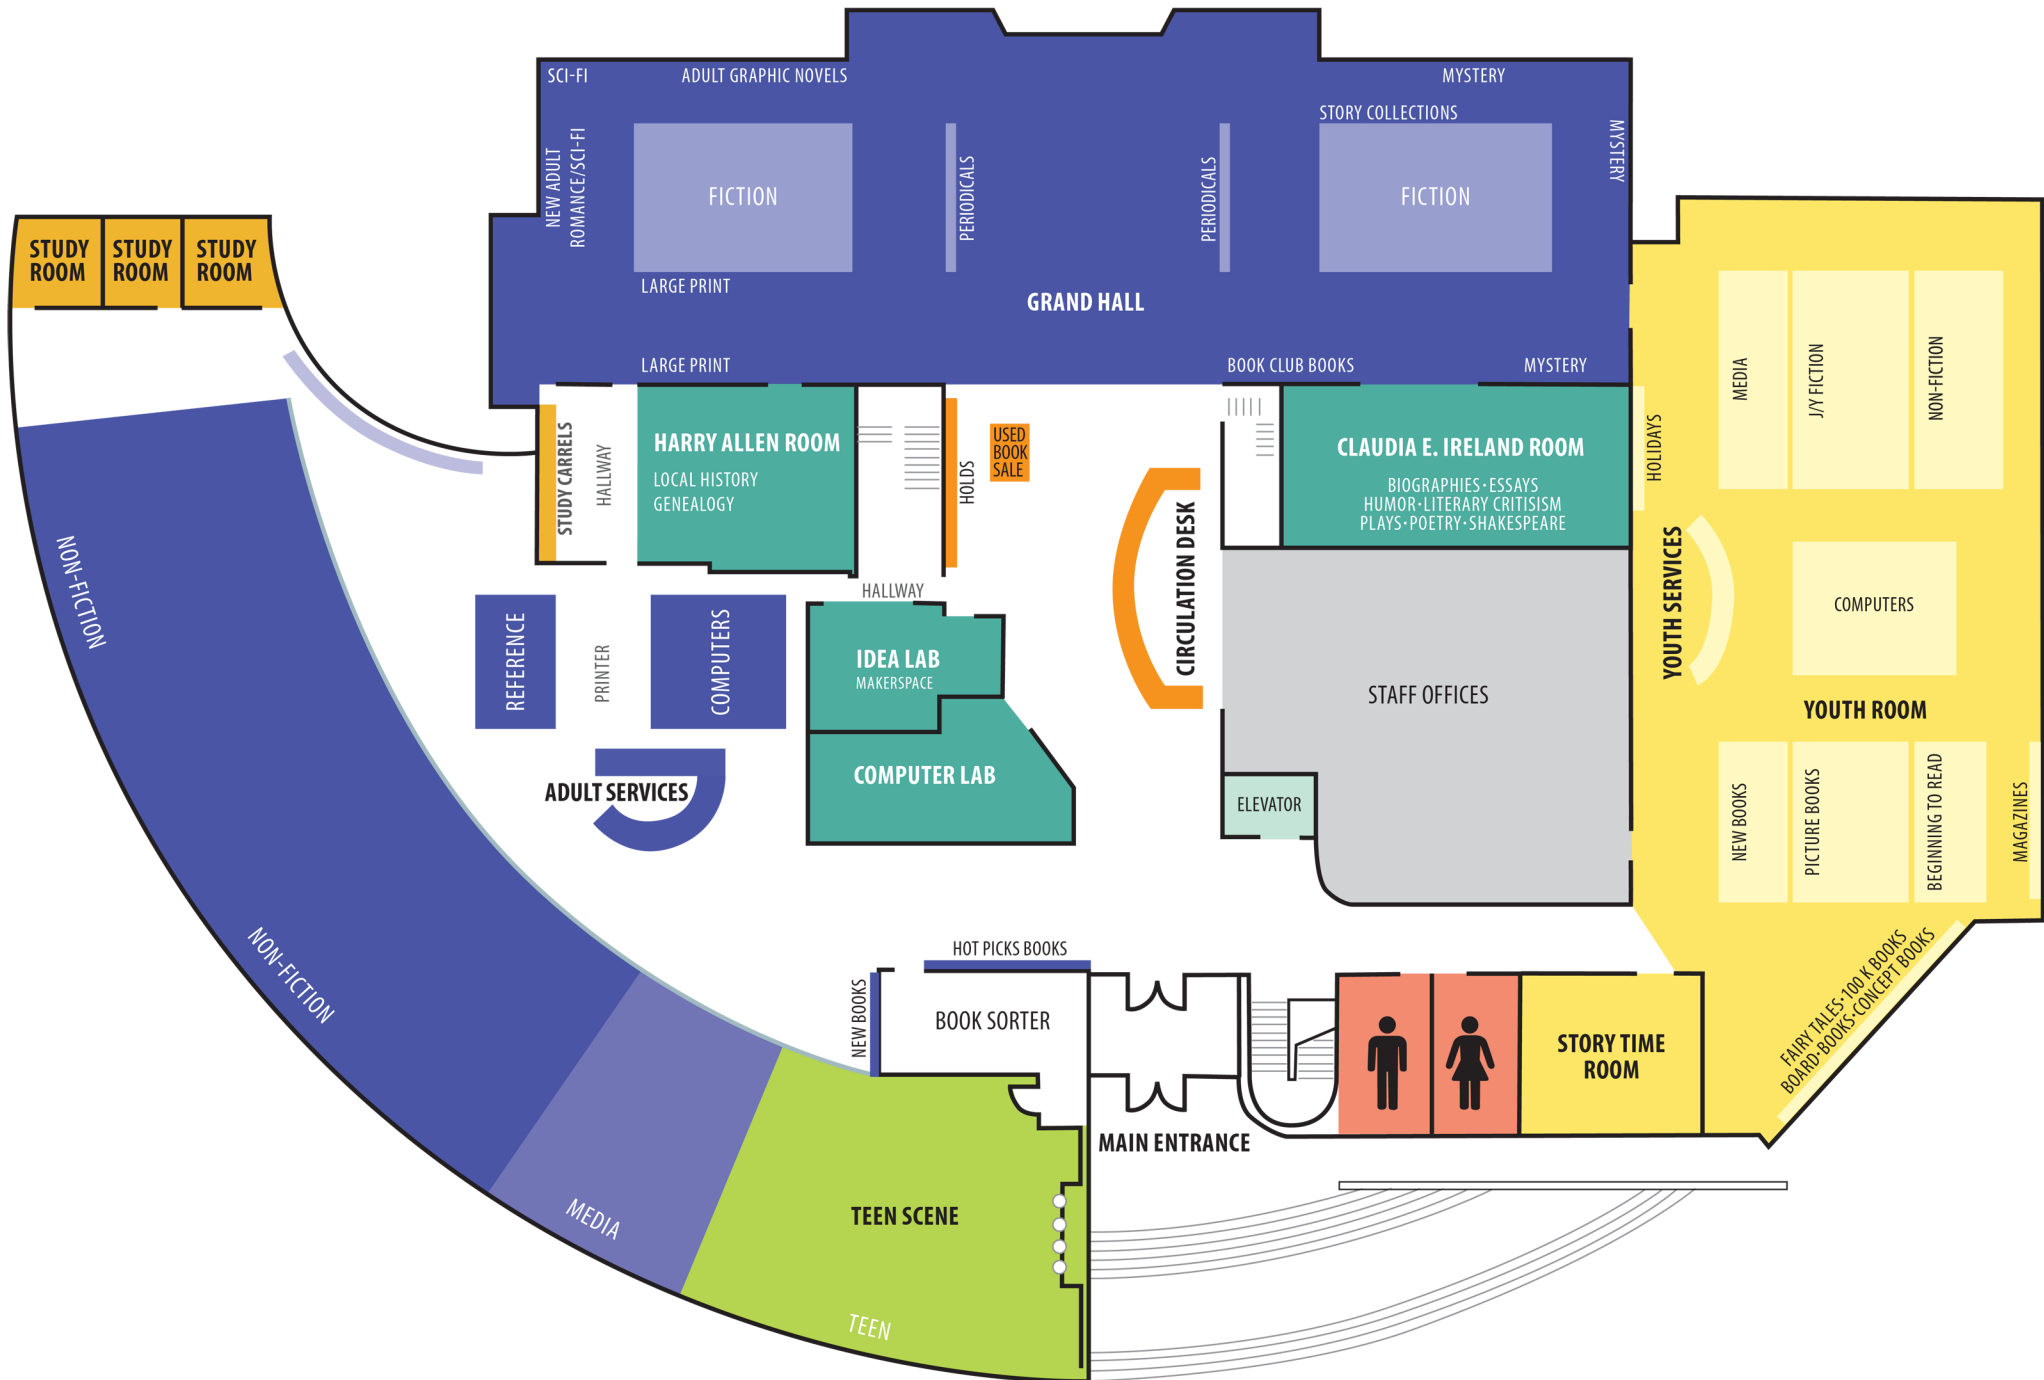 SCI-FI
ADULT GRAPHIC NOVELS
MYSTERY
STORY COLLECTIONS
NEW ADULT
ROMANCE/SCI-FI
FICTION
PERIODICALS
PERIODICALS
FICTION
MYSTERY
LARGE PRINT
GRAND HALL
LARGE PRINT
BOOK CLUB BOOKS
MYSTERY
STUDY
ROOM
STUDY
ROOM
STUDY
ROOM
STUDY CARRELS
HALLWAY
HARRY ALLEN ROOM
LOCAL HISTORY
GENEALOGY
HOLDS
USED
BOOK
SALE
CIRCULATION DESK
CLAUDIA E. IRELAND ROOM
BIOGRAPHIES·ESSAYS
HUMOR·LITERARY CRITISISM
PLAYS·POETRY·SHAKESPEARE
HOLIDAYS
MEDIA
J/Y FICTION
NON-FICTION
YOUTH SERVICES
COMPUTERS
YOUTH ROOM
NEW BOOKS
PICTURE BOOKS
BEGINNING TO READ
MAGAZINES
FAIRY TALES·100 K BOOKS
BOARD·BOOKS·CONCEPT BOOKS
NON-FICTION
REFERENCE
PRINTER
COMPUTERS
HALLWAY
IDEA LAB
MAKERSPACE
COMPUTER LAB
ADULT SERVICES
STAFF OFFICES
ELEVATOR
NON-FICTION
HOT PICKS BOOKS
NEW BOOKS
BOOK SORTER
STORY TIME
ROOM
MAIN ENTRANCE
MEDIA
TEEN SCENE
TEEN